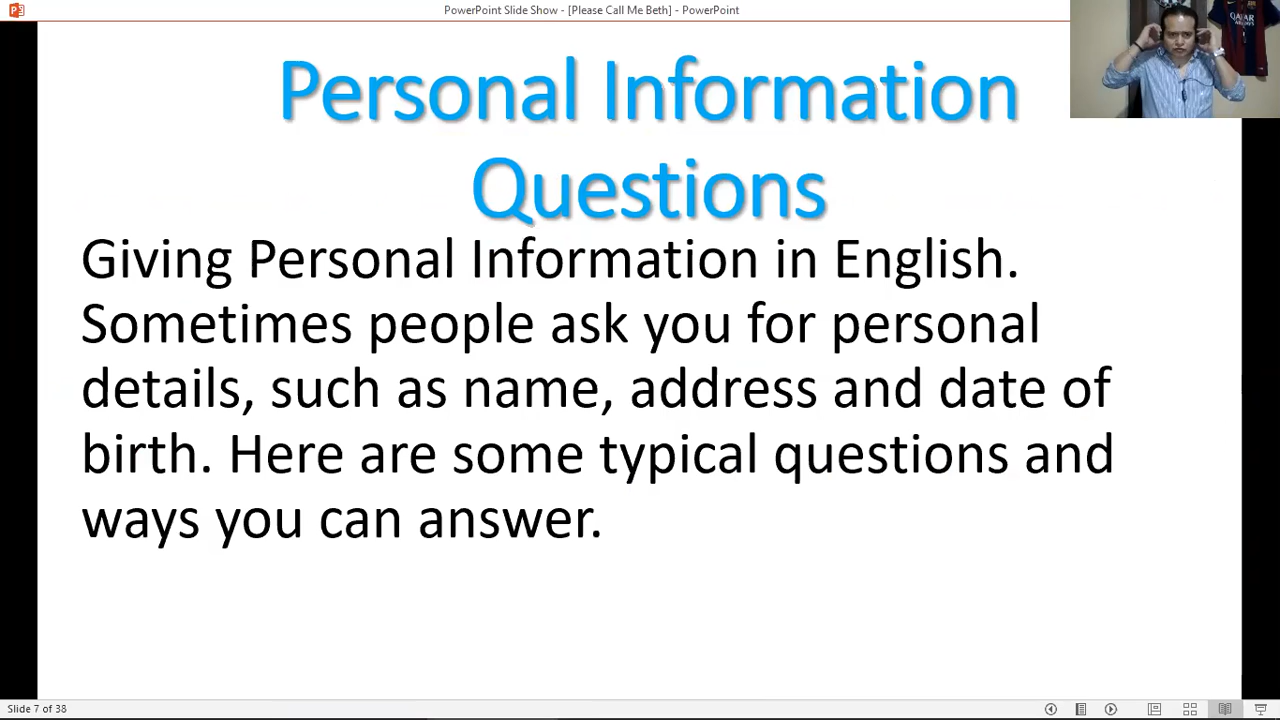 PowerPoint Slide Show - [Please Call Me Beth] - PowerPoint
QATAR
Personal Information
Questions
Giving Personal Information in English.
Sometimes people ask you for personal
details, such as name, address and date of
birth. Here are some typical questions and
ways you can answer.
Slide 7 of 38